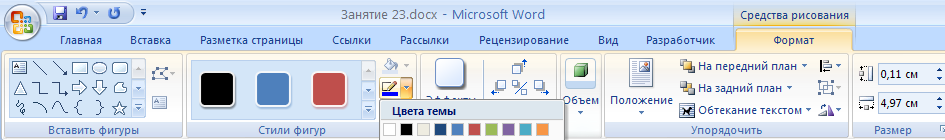 Занятие 23.docx - Microsoft Word
Средства рисования
Главная Вставка Разметка страницы Ссылки Рассылки Рецензирование Вид Разработчик Формат
На передний план
На задний план
Обтекание текстом
Положение
Эффекты
Объем
0,11 см
4,97 см
Цвета темы
Вставить фигуры
Стили фигур
Упорядочить
Размер